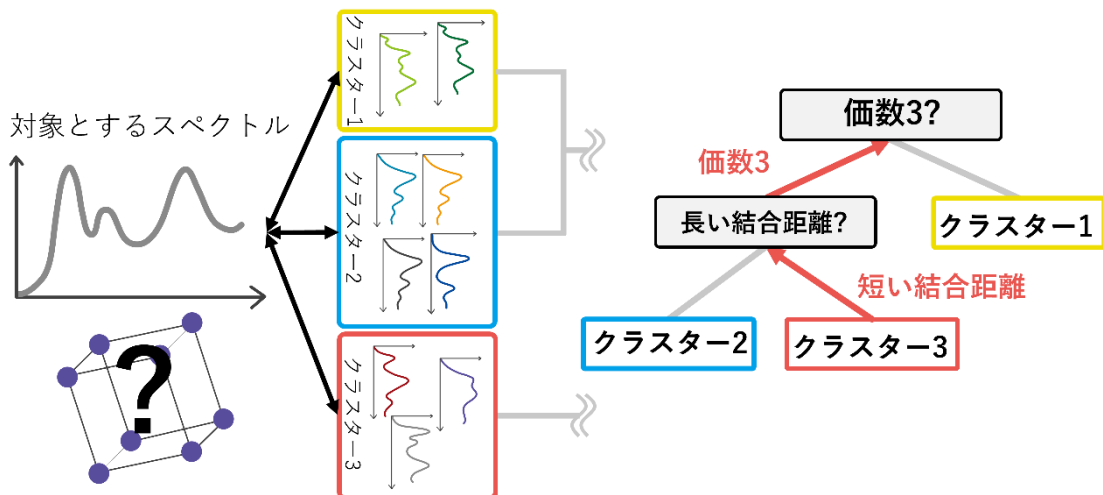 対象とするスペクトル
?
クラスター1
クラスター2
クラスター3
価数3?
価数3
長い結合距離?
クラスター1
短い結合距離
クラスター2
クラスター3